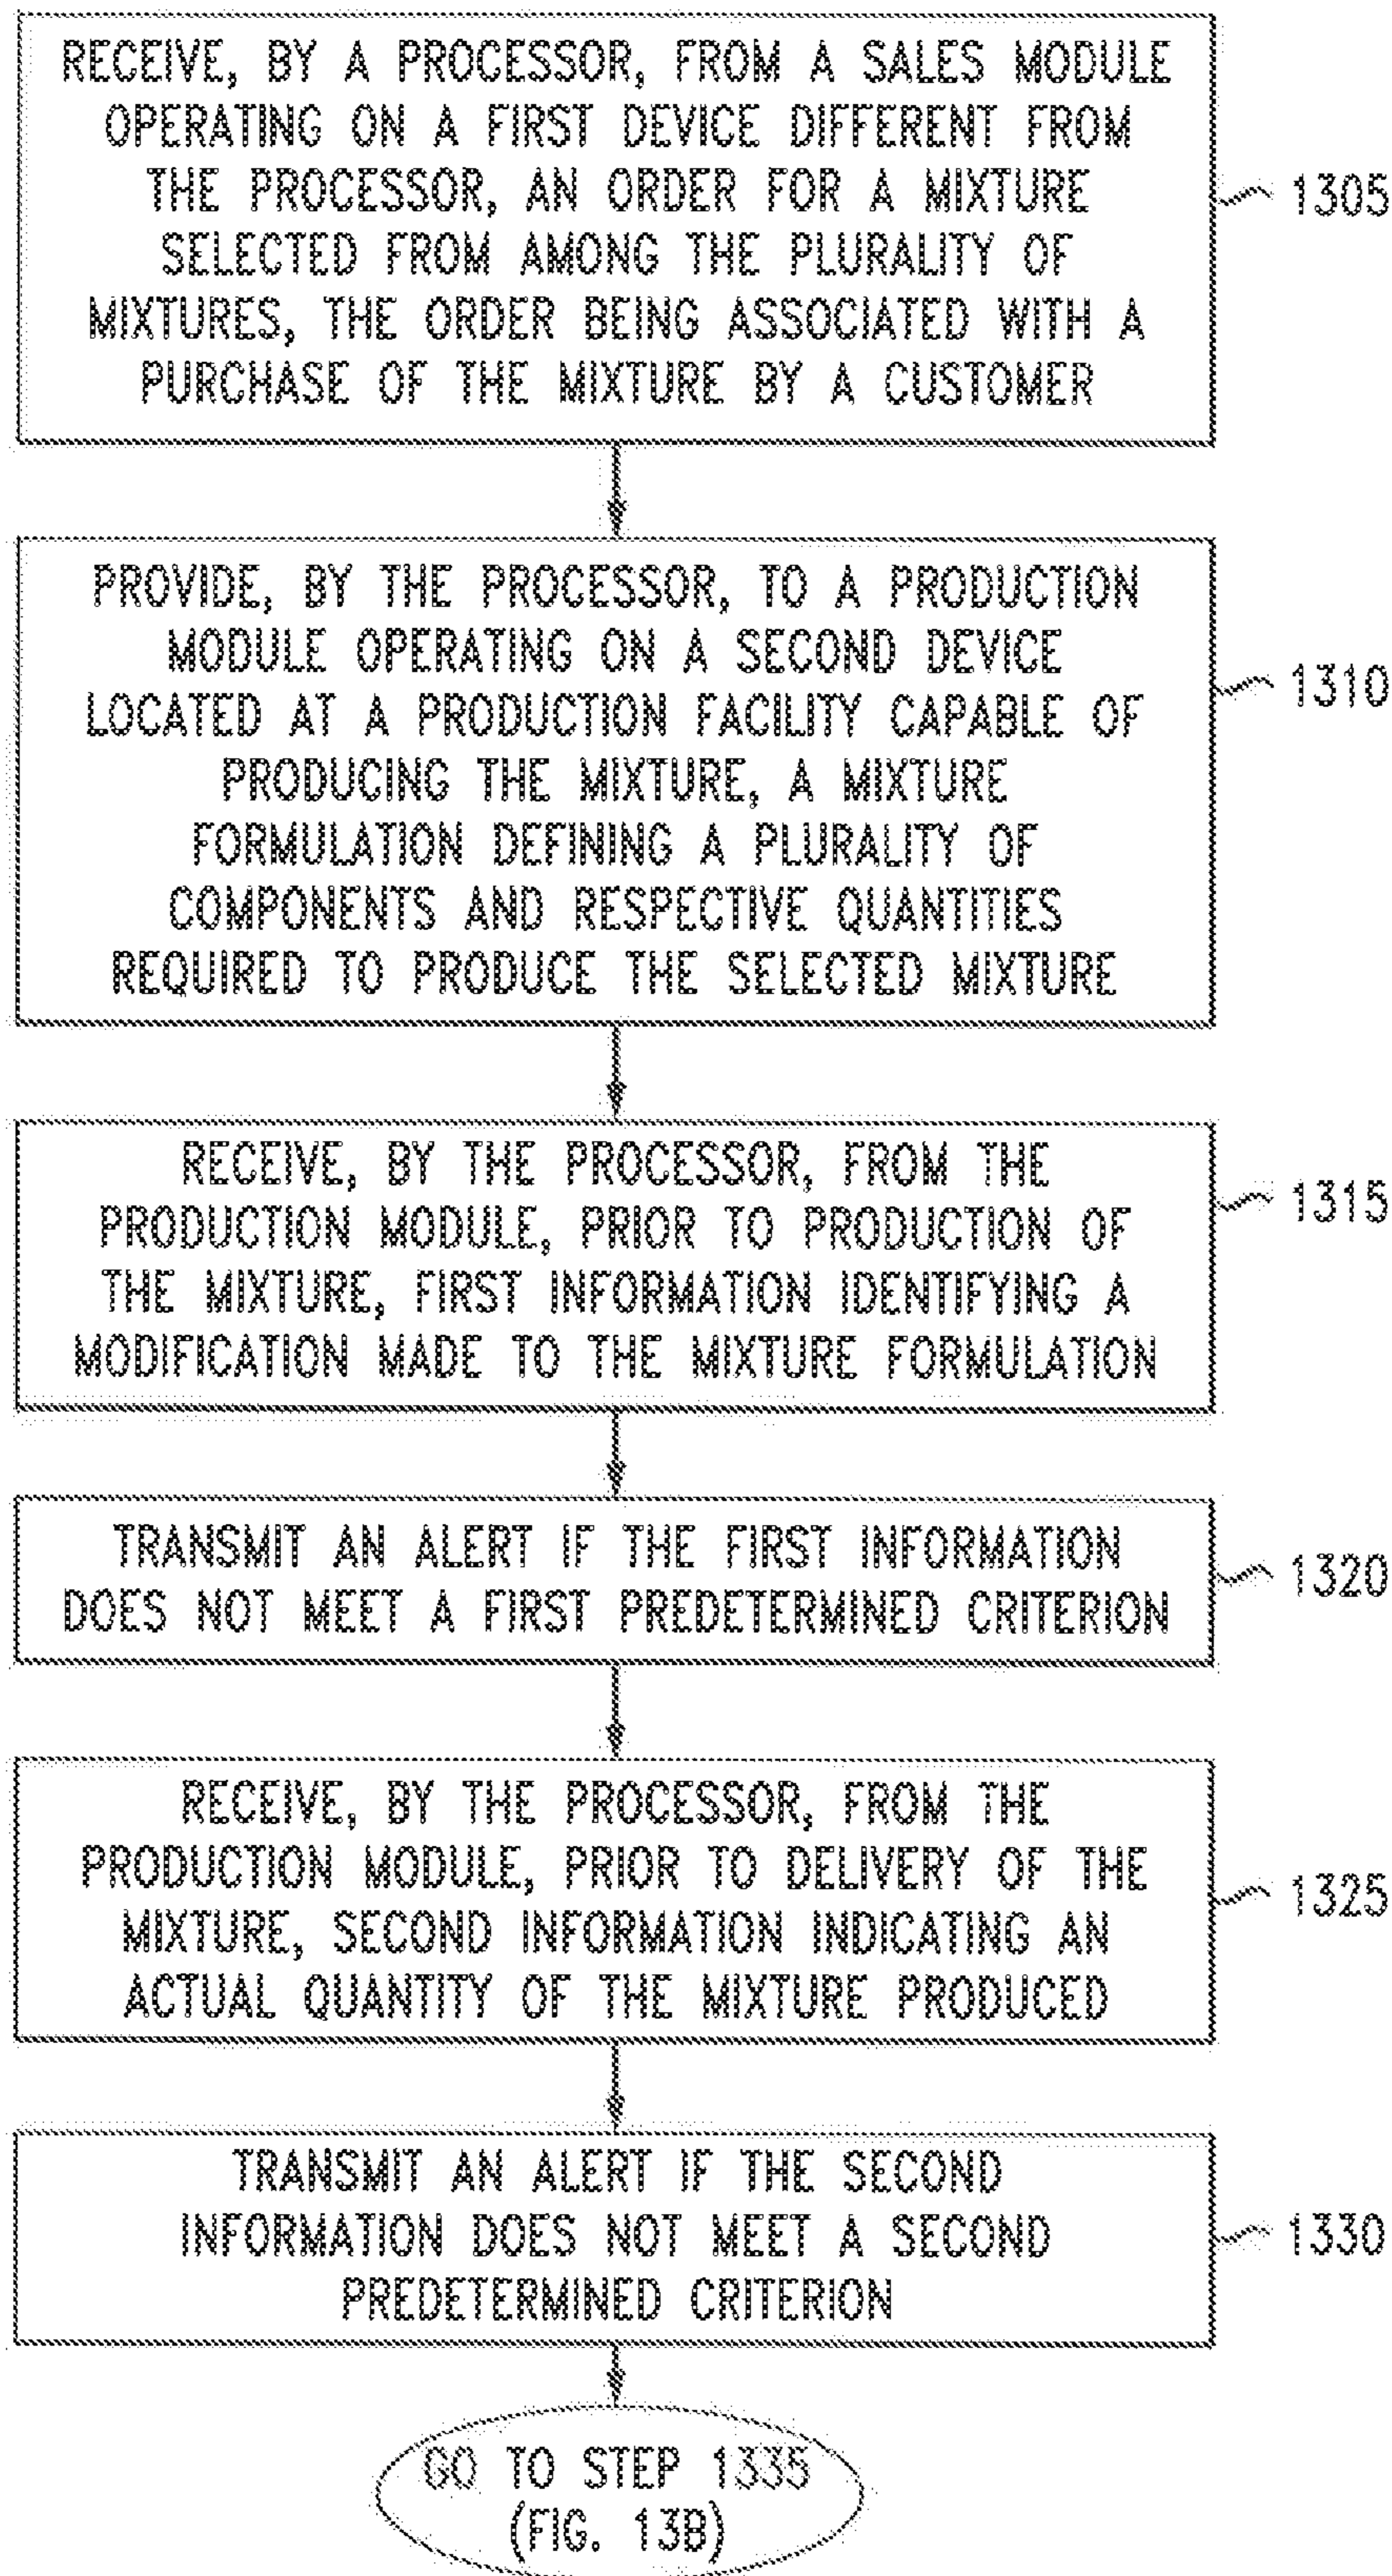 RECEIVE, BY A PROCESSOR, FROM A SALES MODULE
OPERATING ON A FIRST DEVICE DIFFERENT FROM
THE PROCESSOR, AN ORDER FOR A MIXTURE
SELECTED FROM AMONG THE PLURALITY OF
MIXTURES, THE ORDER BEING ASSOCIATED WITH A
PURCHASE OF THE MIXTURE BY A CUSTOMER
1305
PROVIDE, BY THE PROCESSOR, TO A PRODUCTION
MODULE OPERATING ON A SECOND DEVICE
LOCATED AT A PRODUCTION FACILITY CAPABLE OF
PRODUCING THE MIXTURE, A MIXTURE
FORMULATION DEFINING A PLURALITY OF
COMPONENTS AND RESPECTIVE QUANTITIES
REQUIRED TO PRODUCE THE SELECTED MIXTURE
1310
RECEIVE, BY THE PROCESSOR, FROM THE
PRODUCTION MODULE, PRIOR TO PRODUCTION OF
THE MIXTURE, FIRST INFORMATION IDENTIFYING A
MODIFICATION MADE TO THE MIXTURE FORMULATION
1315
TRANSMIT AN ALERT IF THE FIRST INFORMATION
DOES NOT MEET A FIRST PREDETERMINED CRITERION
1320
RECEIVE, BY THE PROCESSOR, FROM THE
PRODUCTION MODULE, PRIOR TO DELIVERY OF THE
MIXTURE, SECOND INFORMATION INDICATING AN
ACTUAL QUANTITY OF THE MIXTURE PRODUCED
1325
TRANSMIT AN ALERT IF THE SECOND
INFORMATION DOES NOT MEET A SECOND
PREDETERMINED CRITERION
1330
GO TO STEP 1335
(FIG. 13B)